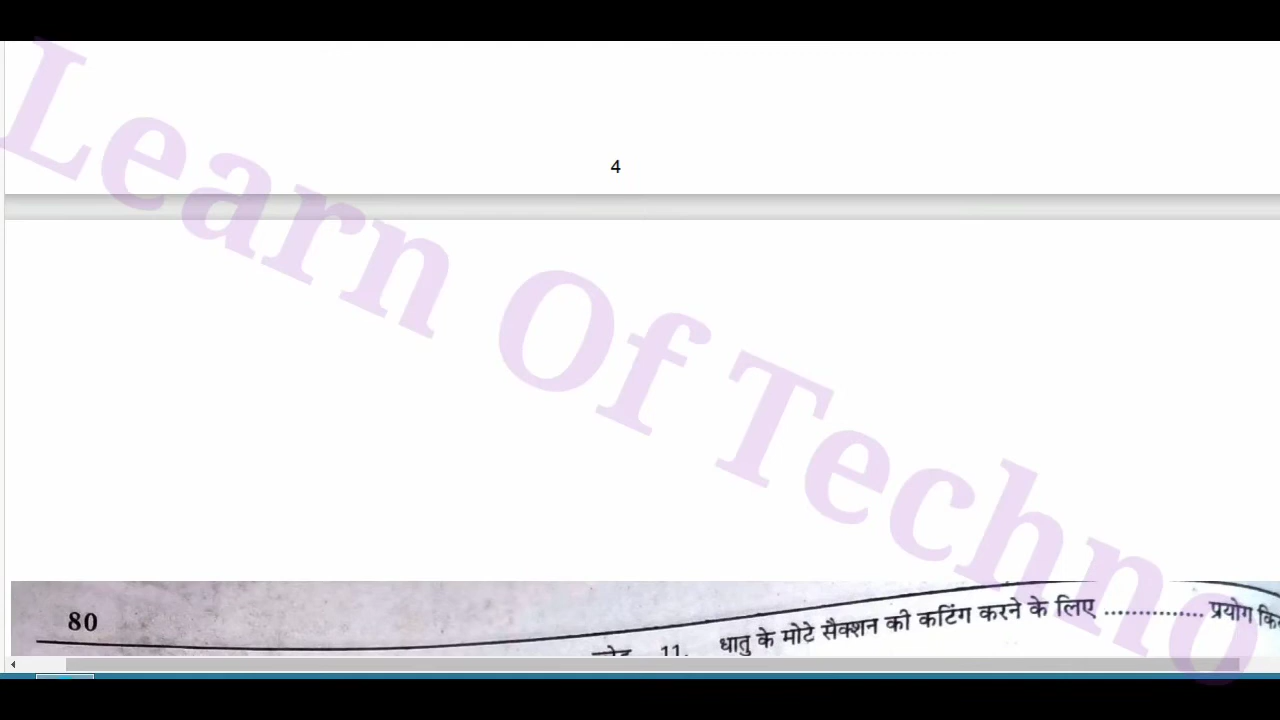 Learn Of Techno
4
80
11. धातु के मोटे सैक्शन की कटिंग करने के लिए ............... प्रयोग